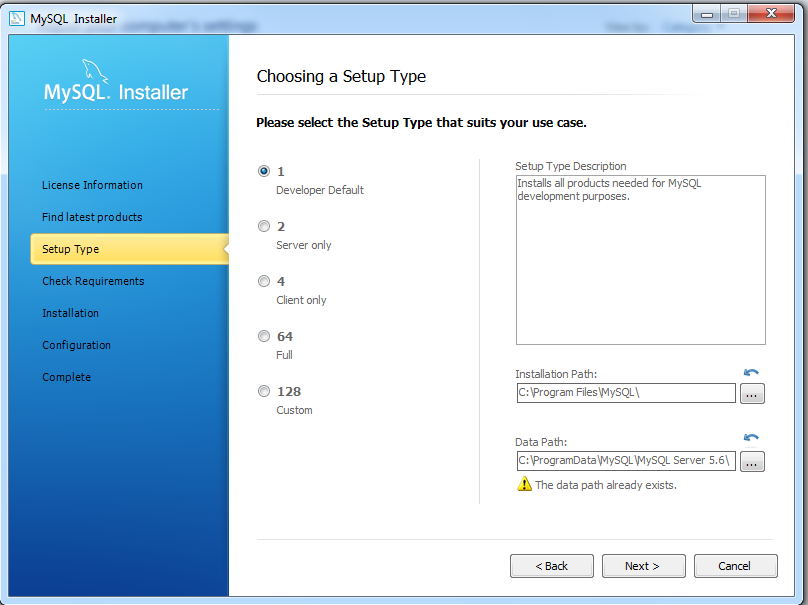 MySQL Installer
MySQL. Installer
License Information
Find latest products
Setup Type
Check Requirements
Installation
Configuration
Complete
Choosing a Setup Type
Please select the Setup Type that suits your use case.
1
Developer Default
2
Server only
4
Client only
64
Full
128
Custom
Setup Type Description
Installs all products needed for MySQL
development purposes.
Installation Path:
C:\Program Files\MySQL\
...
Data Path:
C:\ProgramData\MySQL\MySQL Server 5.6\
...
The data path already exists.
< Back
Next >
Cancel